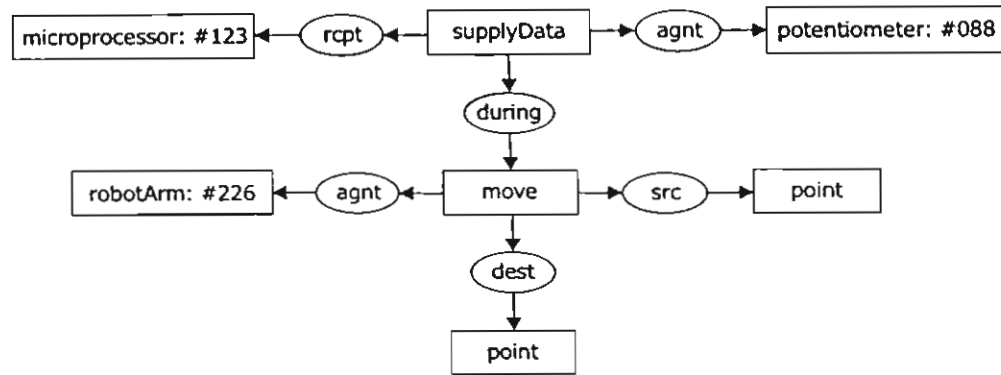 microprocessor: #123
rcpt
supplyData
agnt
potentiometer: #088
during
robotArm: #226
agnt
move
src
point
dest
point